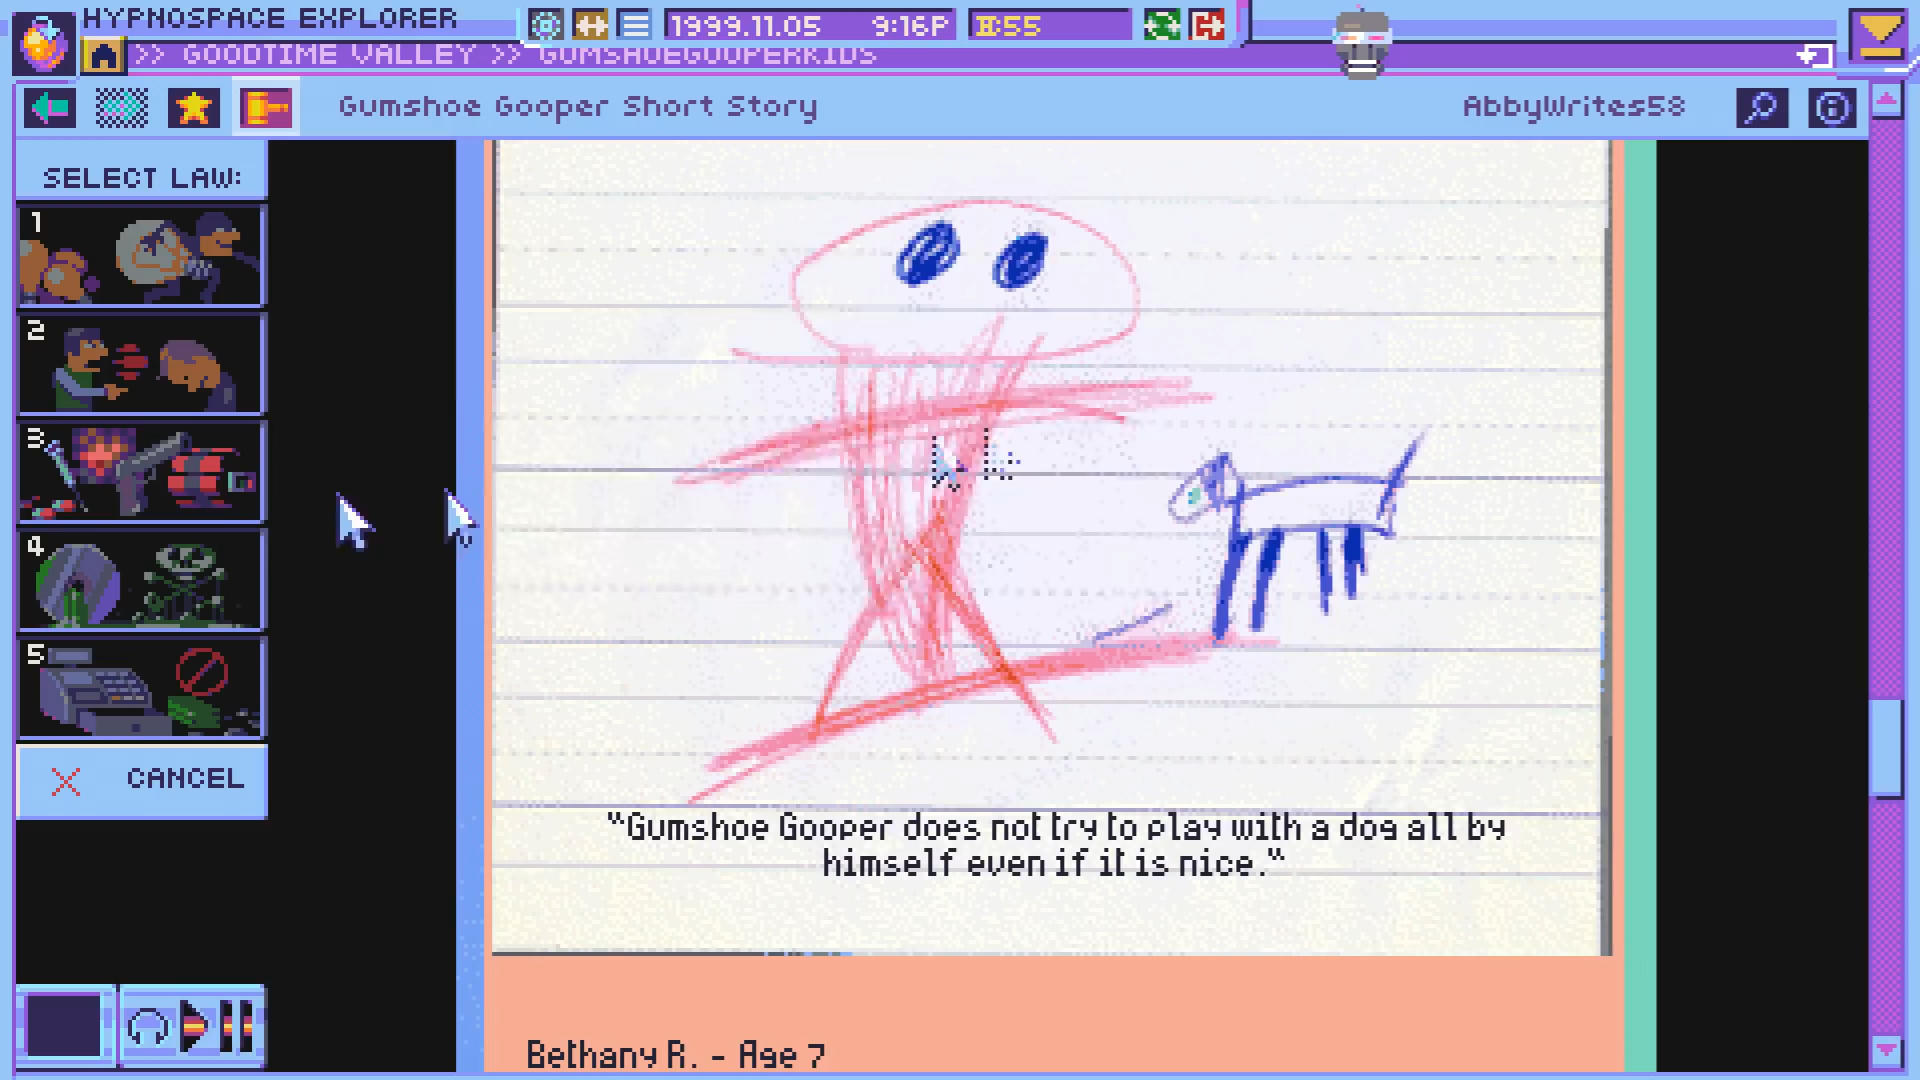 HYPNOSPACE EXPLORER
1999.11.05 9:16P
55
>> GOODTIME VALLEY >> GUMSHOEGOOPERKIDS
Gumshoe Gooper Short Story
AbbyWrites58
SELECT LAW:
1
2
3
4
5
CANCEL
"Gumshoe Gooper does not try to play with a dog all by
himself even if it is nice."
Bethany R. - Age 7